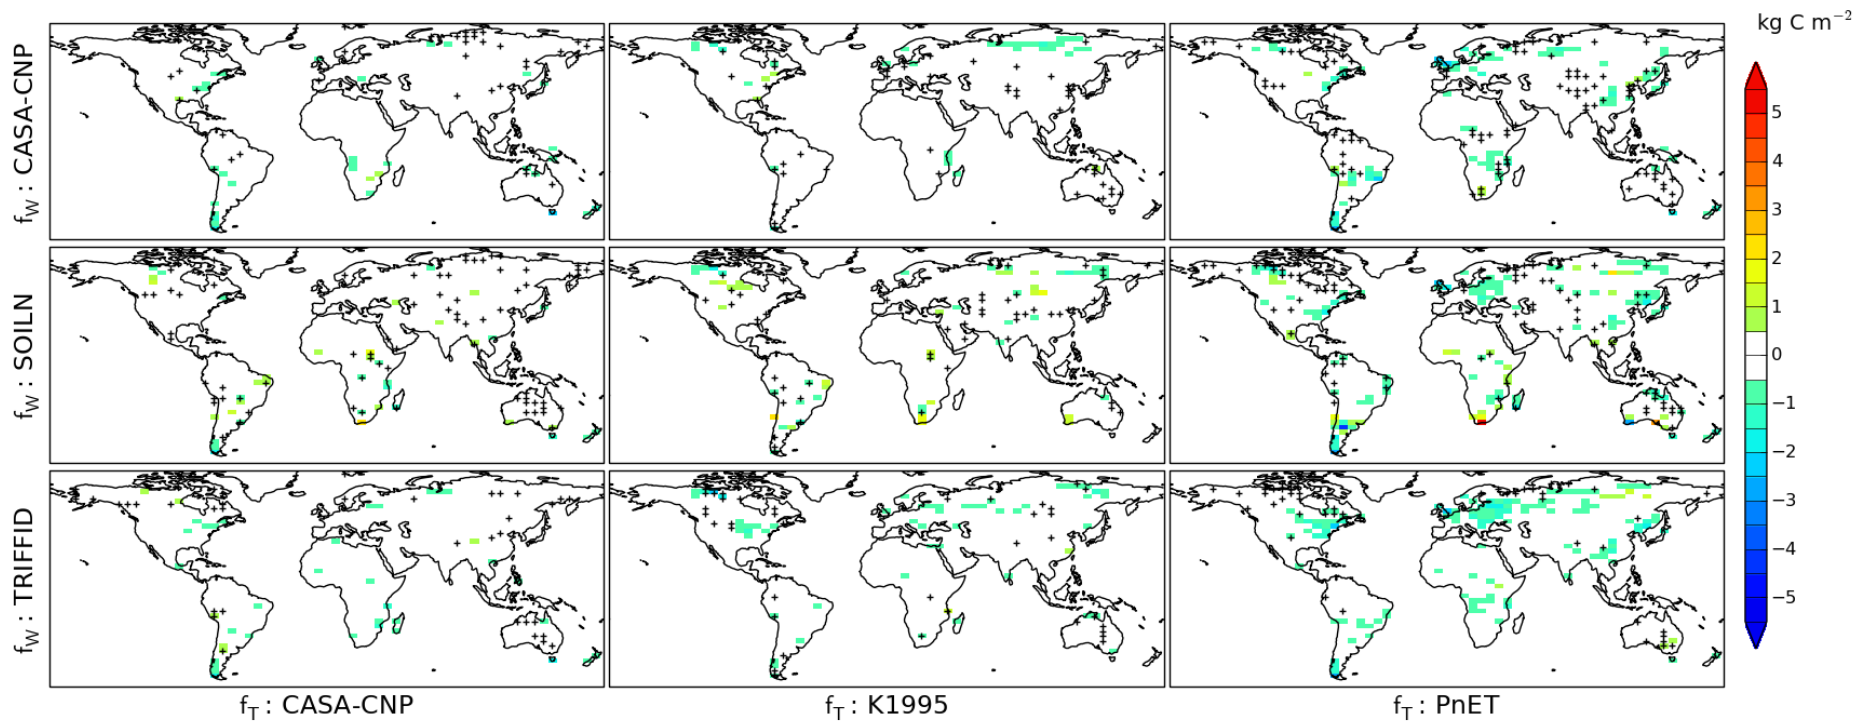 kg C m⁻²
f_W : CASA-CNP
f_W : SOILN
f_W : TRIFFID
5
4
3
2
1
0
−1
−2
−3
−4
−5
f_T : CASA-CNP
f_T : K1995
f_T : PnET